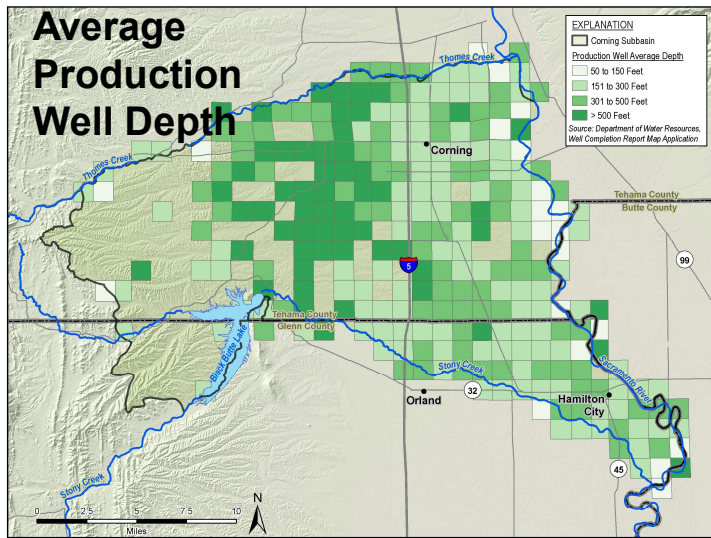 Average
Production
Well Depth
EXPLANATION
Corning Subbasin
Production Well Average Depth
50 to 150 Feet
151 to 300 Feet
301 to 500 Feet
> 500 Feet
Source: Department of Water Resources,
Well Completion Report Map Application
Thomes Creek
Corning
Thomes Creek
Tehama County
Butte County
99
5
Tehama County
Glenn County
Black Butte Lake
Stony Creek
Sacramento River
32
Orland
Hamilton
City
45
Stony Creek
N
0 2.5 5 10
Miles